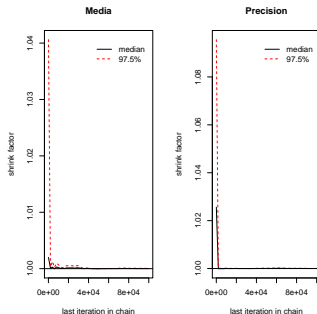 Media
median
97.5%
shrink factor
1.00
1.01
1.02
1.03
1.04
0e+00
4e+04
8e+04
last iteration in chain
Precision
median
97.5%
shrink factor
1.00
1.02
1.04
1.06
1.08
0e+00
4e+04
8e+04
last iteration in chain